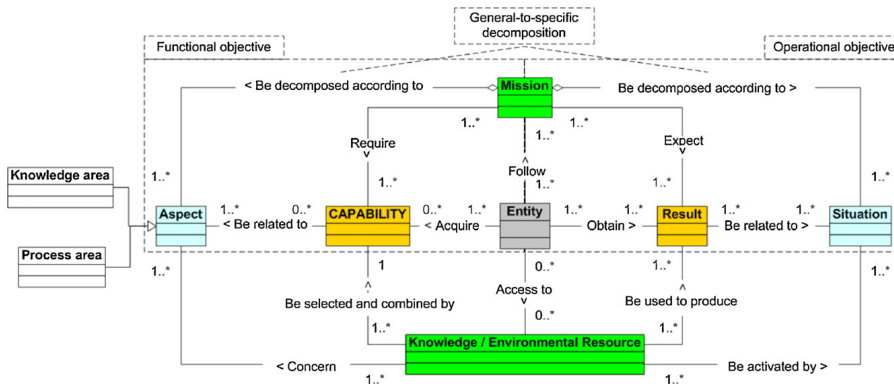 General-to-specific
decomposition
Functional objective
Operational objective
< Be decomposed according to
Mission
Be decomposed according to >
1..*
1..*
1..*
Require
v
Expect
v
^
Follow
Knowledge area
1..*
1..*
1..*
1..*
1..*
Aspect
1..*
< Be related to
0..*
CAPABILITY
0..*
< Acquire
1..*
Entity
1..*
Obtain >
1..*
Result
1..*
Be related to >
1..*
Situation
Process area
1..*
1
0..*
1..*
1..*
^
Be selected and combined by
Access to
v
^
Be used to produce
1..*
0..*
1..*
Knowledge / Environmental Resource
< Concern
1..*
1..*
Be activated by >